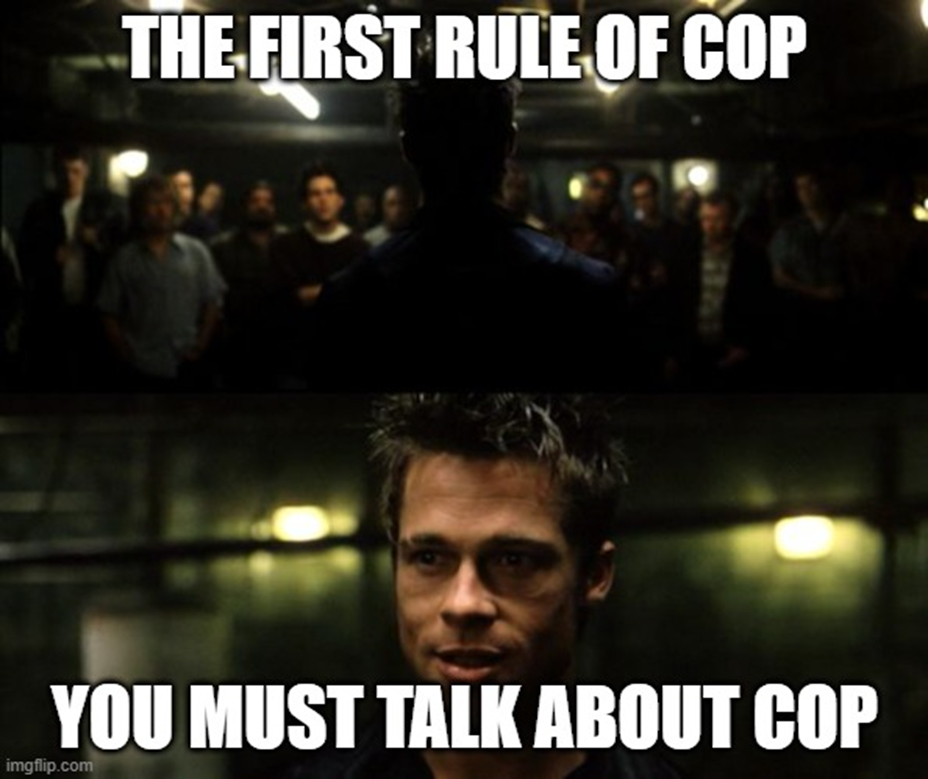 THE FIRST RULE OF COP
YOU MUST TALK ABOUT COP
imgflip.com